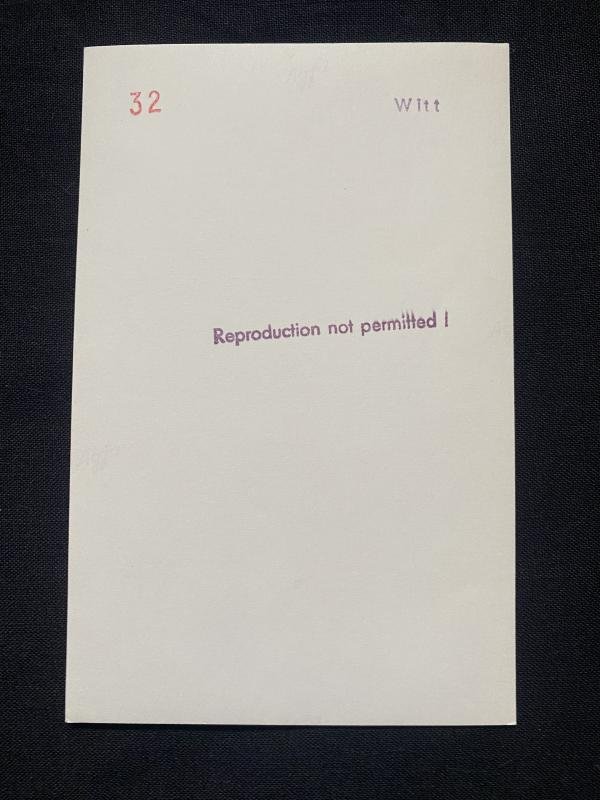 32 Witt
Reproduction not permitted !